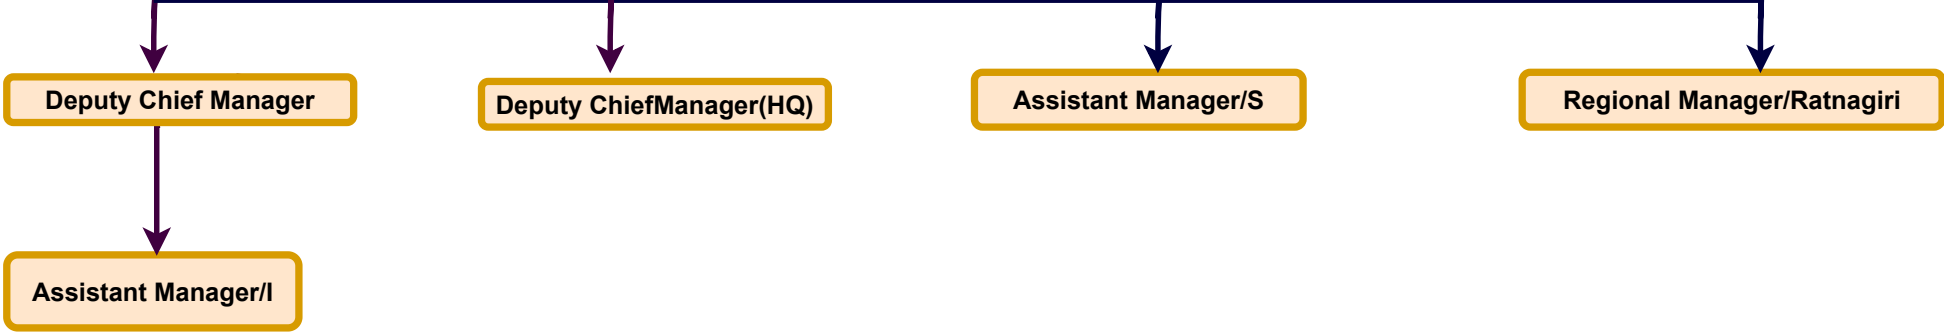 Deputy Chief Manager
Deputy ChiefManager(HQ)
Assistant Manager/S
Regional Manager/Ratnagiri
Assistant Manager/I